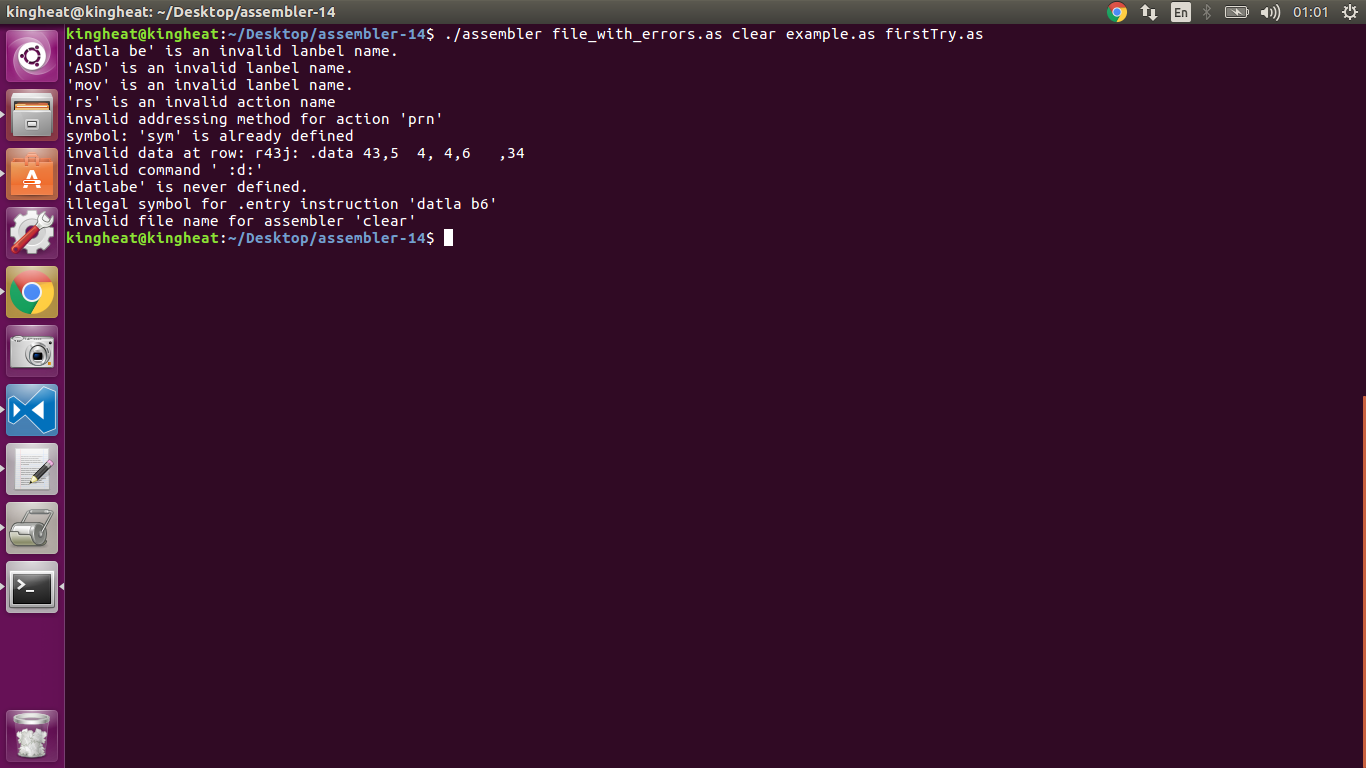 kingheat@kingheat: ~/Desktop/assembler-14
En
01:01
kingheat@kingheat:~/Desktop/assembler-14$ ./assembler file_with_errors.as clear example.as firstTry.as
'datla be' is an invalid lanbel name.
'ASD' is an invalid lanbel name.
'mov' is an invalid lanbel name.
'rs' is an invalid action name
invalid addressing method for action 'prn'
symbol: 'sym' is already defined
invalid data at row: r43j: .data 43,5  4, 4,6   ,34
Invalid command ' :d:'
'datlabe' is never defined.
illegal symbol for .entry instruction 'datla b6'
invalid file name for assembler 'clear'
kingheat@kingheat:~/Desktop/assembler-14$